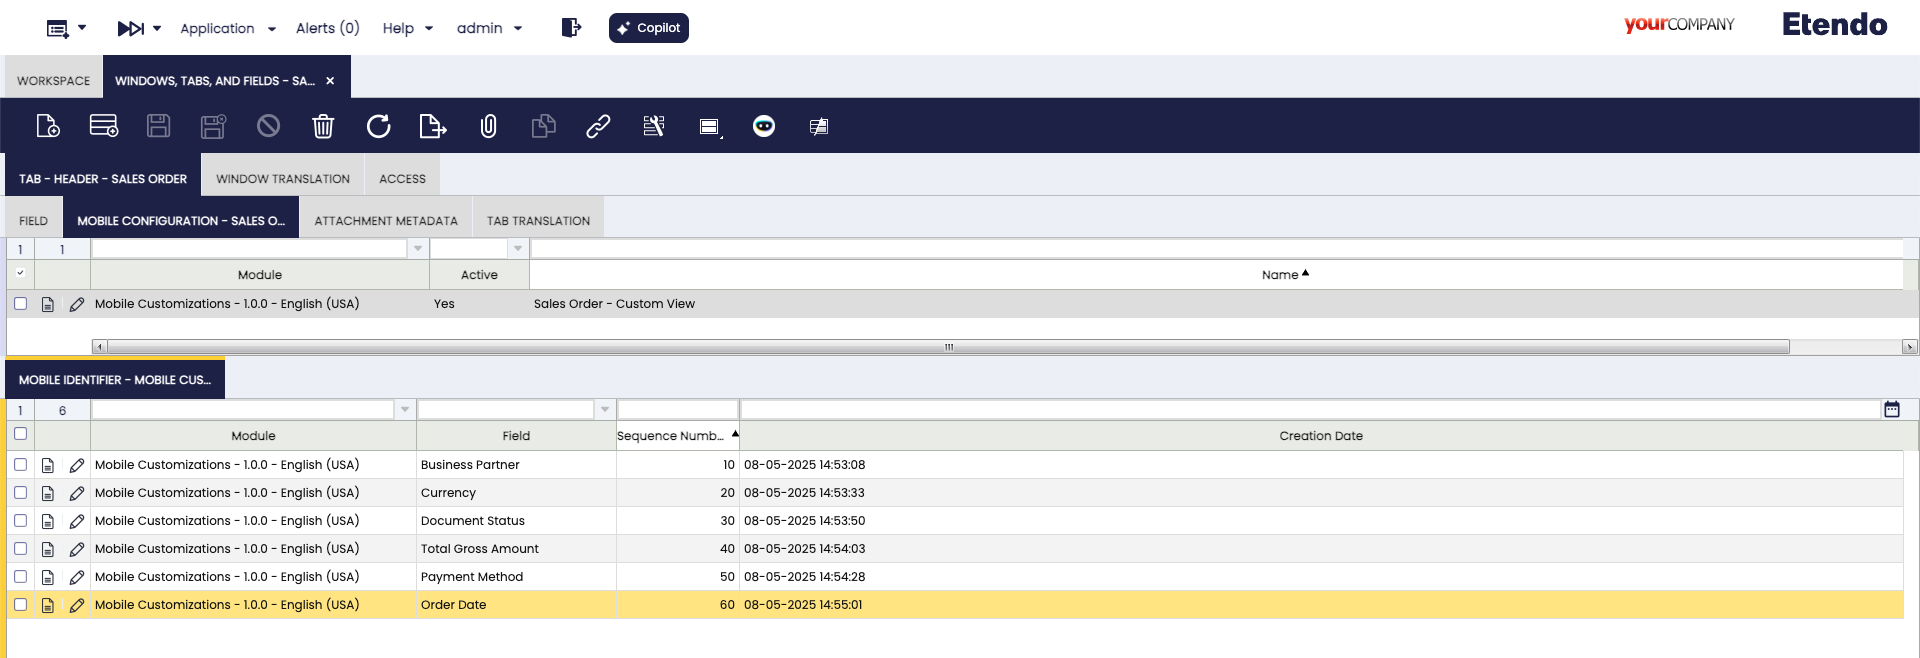 Application Alerts (0) Help admin Copilot yourCOMPANY Etendo
WORKSPACE WINDOWS, TABS, AND FIELDS - SA... ×
TAB - HEADER - SALES ORDER WINDOW TRANSLATION ACCESS
FIELD MOBILE CONFIGURATION - SALES O... ATTACHMENT METADATA TAB TRANSLATION
1 1
Module Active Name
Mobile Customizations - 1.0.0 - English (USA) Yes Sales Order - Custom View
MOBILE IDENTIFIER - MOBILE CUS...
1 6
Module Field Sequence Numb... Creation Date
Mobile Customizations - 1.0.0 - English (USA) Business Partner 10 08-05-2025 14:53:08
Mobile Customizations - 1.0.0 - English (USA) Currency 20 08-05-2025 14:53:33
Mobile Customizations - 1.0.0 - English (USA) Document Status 30 08-05-2025 14:53:50
Mobile Customizations - 1.0.0 - English (USA) Total Gross Amount 40 08-05-2025 14:54:03
Mobile Customizations - 1.0.0 - English (USA) Payment Method 50 08-05-2025 14:54:28
Mobile Customizations - 1.0.0 - English (USA) Order Date 60 08-05-2025 14:55:01